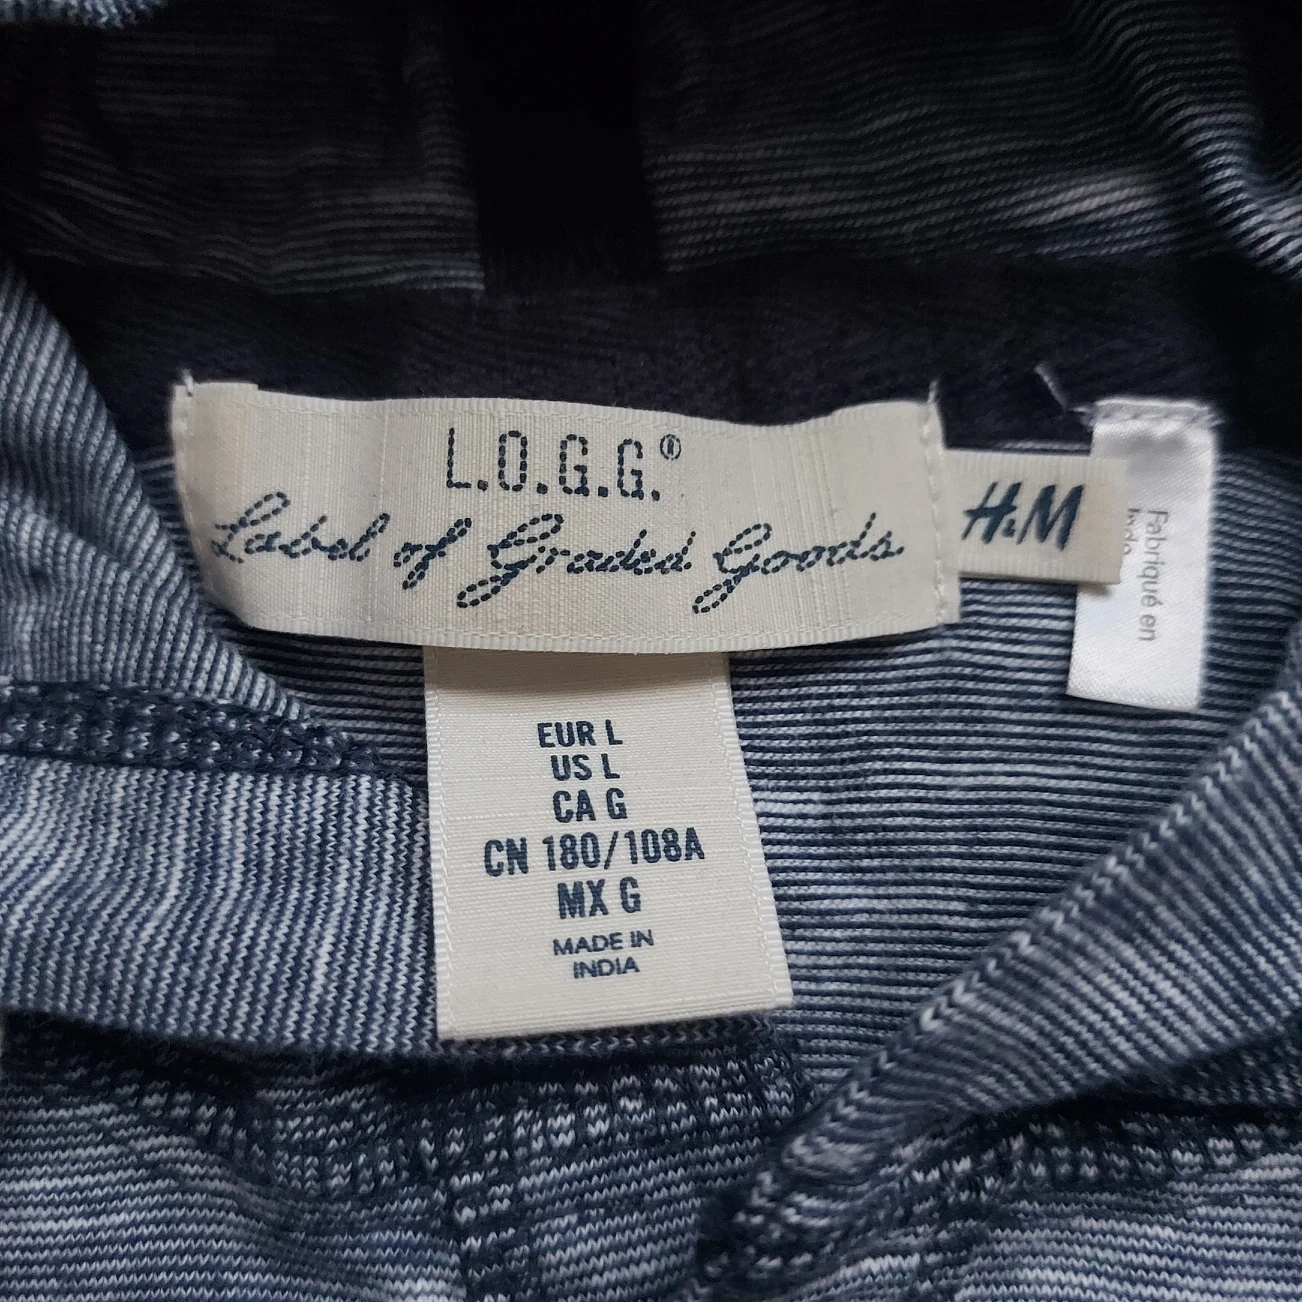 L.O.G.G.®
Label of Graded Goods
H&M
EUR L
US L
CA G
CN 180/108A
MX G
MADE IN
INDIA
Fabriqué en